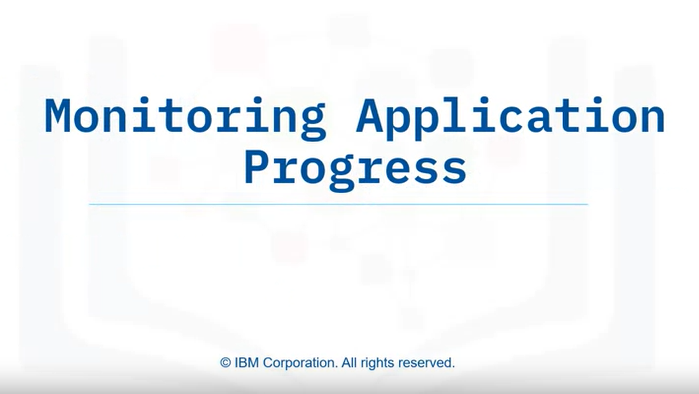 Monitoring Application
Progress
© IBM Corporation. All rights reserved.